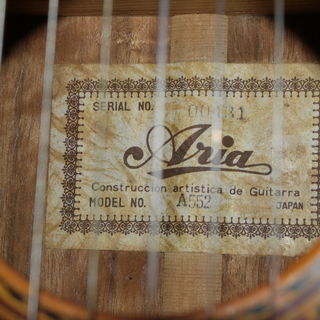 SERIAL NO.
Aria
Construccion artistica de Guitarra
MODEL NO. A552 JAPAN